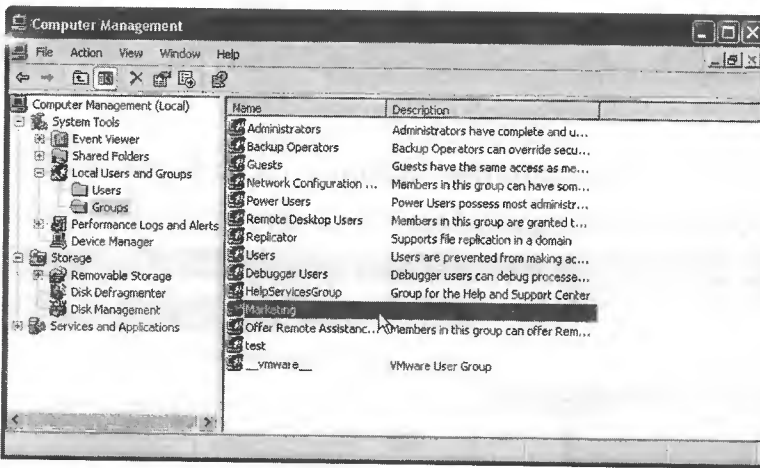 Computer Management
File Action View Window Help
Computer Management (Local)
System Tools
Event Viewer
Shared Folders
Local Users and Groups
Users
Groups
Performance Logs and Alerts
Device Manager
Storage
Removable Storage
Disk Defragmenter
Disk Management
Services and Applications
Name Description
Administrators Administrators have complete and u...
Backup Operators Backup Operators can override secu...
Guests Guests have the same access as me...
Network Configuration ... Members in this group can have som...
Power Users Power Users possess most administr...
Remote Desktop Users Members in this group are granted t...
Replicator Supports file replication in a domain
Users Users are prevented from making ac...
Debugger Users Debugger users can debug processe...
HelpServicesGroup Group for the Help and Support Center
Marketing
Offer Remote Assistanc... Members in this group can offer Rem...
test
__vmware__ VMware User Group